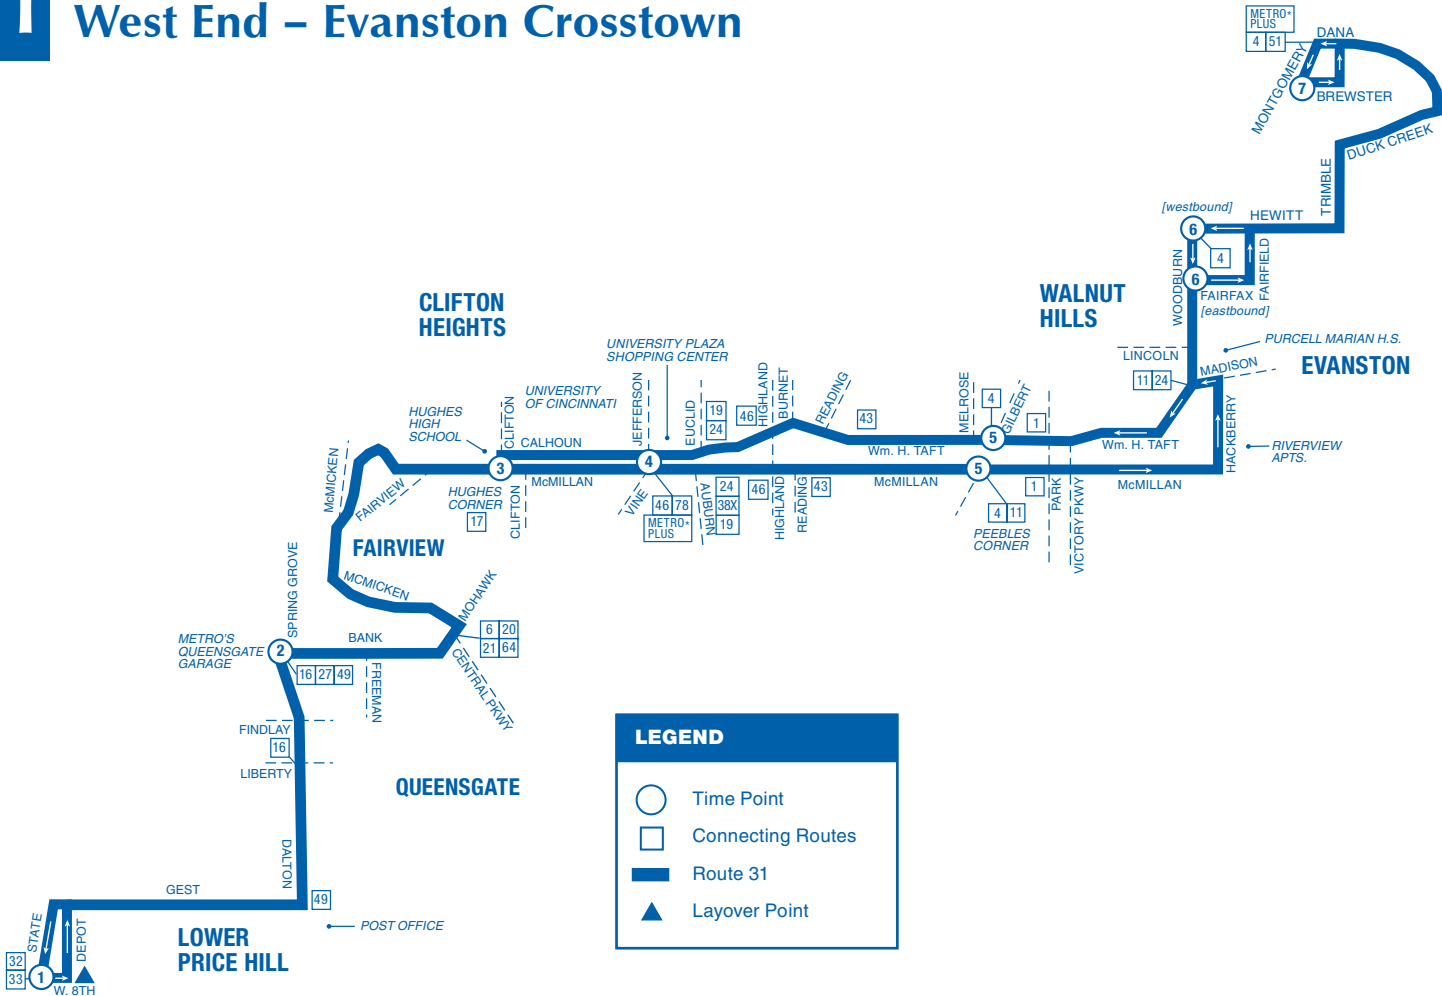 West End – Evanston Crosstown
METRO*
PLUS
4 51
DANA
MONTGOMERY
7
BREWSTER
DUCK CREEK
TRIMBLE
[westbound]
HEWITT
6
4
FAIRFIELD
WOODBURN
6
FAIRFAX
[eastbound]
WALNUT
HILLS
CLIFTON
HEIGHTS
PURCELL MARIAN H.S.
LINCOLN
MADISON
EVANSTON
11 24
HACKBERRY
RIVERVIEW
APTS.
UNIVERSITY PLAZA
SHOPPING CENTER
UNIVERSITY
OF CINCINNATI
HUGHES
HIGH
SCHOOL
CLIFTON
CALHOUN
JEFFERSON
EUCLID
19
24
46
HIGHLAND
BURNET
READING
43
MELROSE
4
GILBERT
1
5
Wm. H. TAFT
Wm. H. TAFT
McMICKEN
FAIRVIEW
3
HUGHES
CORNER
17
CLIFTON
McMILLAN
4
VINE
46 78
METRO*
PLUS
AUBURN
24
38X
19
46
HIGHLAND
READING
43
McMILLAN
5
4 11
PEEBLES
CORNER
1
PARK
VICTORY PKWY
McMILLAN
FAIRVIEW
MCMICKEN
MOHAWK
SPRING GROVE
METRO'S
QUEENSGATE
GARAGE
2
BANK
6 20
21 64
16 27 49
FREEMAN
CENTRAL PKWY
FINDLAY
16
LIBERTY
QUEENSGATE
DALTON
GEST
49
POST OFFICE
LOWER
PRICE HILL
STATE
DEPOT
32
33
1
W. 8TH
LEGEND
Time Point
Connecting Routes
Route 31
Layover Point